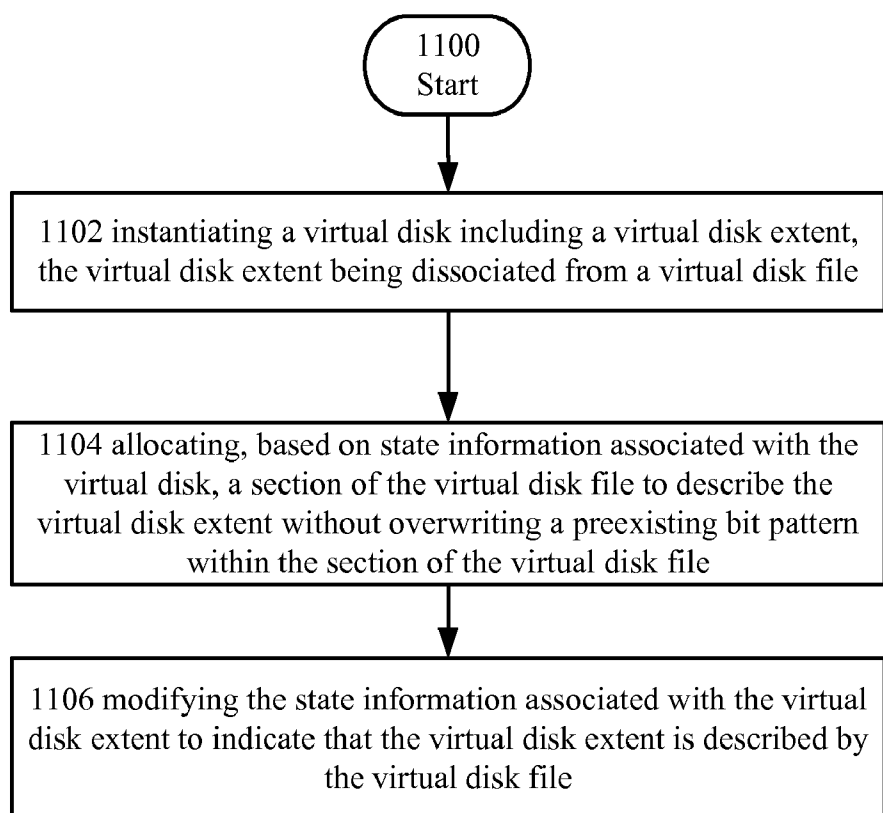 1100
Start
1102 instantiating a virtual disk including a virtual disk extent,
the virtual disk extent being dissociated from a virtual disk file
1104 allocating, based on state information associated with the
virtual disk, a section of the virtual disk file to describe the
virtual disk extent without overwriting a preexisting bit pattern
within the section of the virtual disk file
1106 modifying the state information associated with the virtual
disk extent to indicate that the virtual disk extent is described by
the virtual disk file